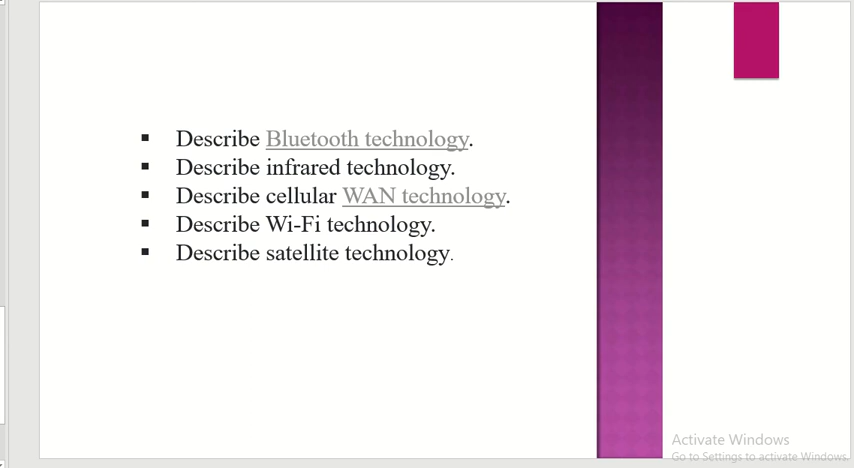 ▪ Describe Bluetooth technology.
▪ Describe infrared technology.
▪ Describe cellular WAN technology.
▪ Describe Wi-Fi technology.
▪ Describe satellite technology.
Activate Windows
Go to Settings to activate Windows.